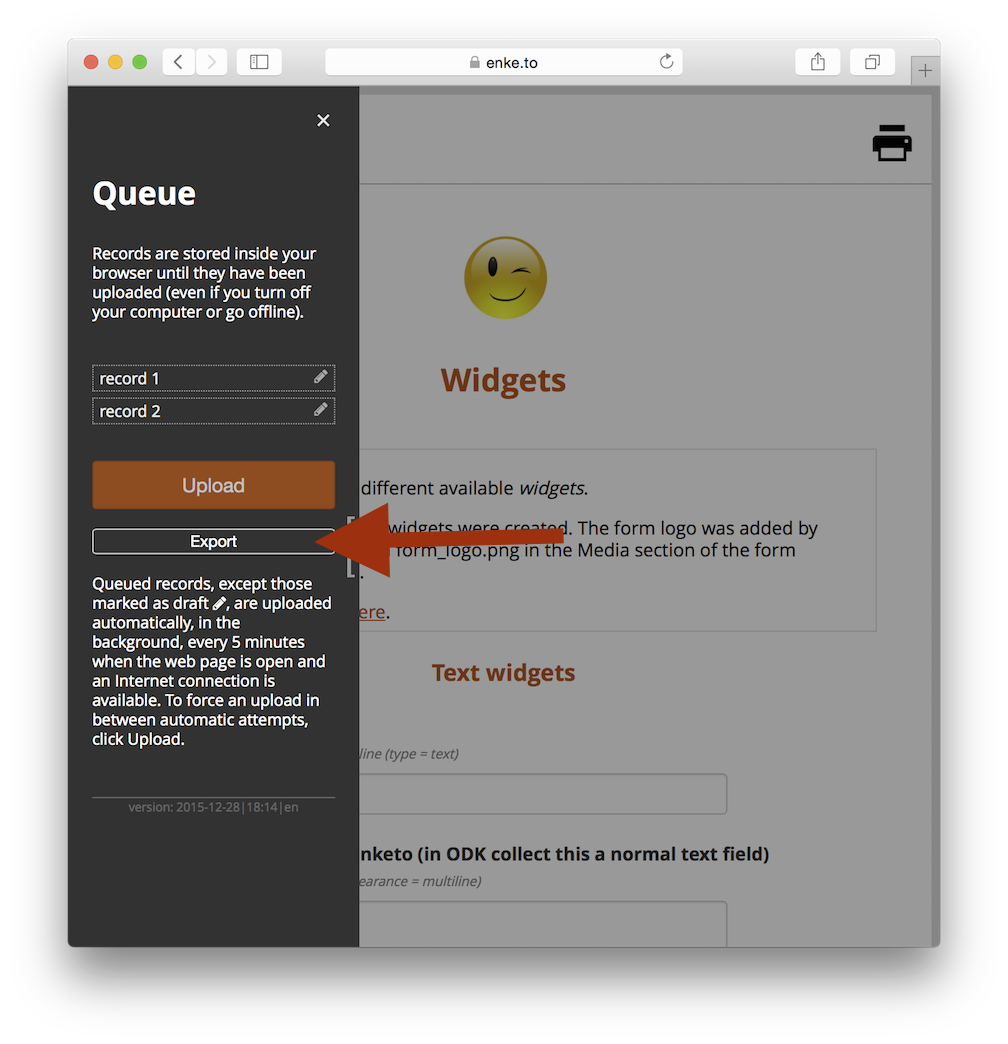 enke.to
Queue
Records are stored inside your
browser until they have been
uploaded (even if you turn off
your computer or go offline).
record 1
record 2
Upload
Export
Queued records, except those
marked as draft , are uploaded
automatically, in the
background, every 5 minutes
when the web page is open and
an Internet connection is
available. To force an upload in
between automatic attempts,
click Upload.
version: 2015-12-28|18:14|en
Widgets
different available widgets.
widgets were created. The form logo was added by
form_logo.png in the Media section of the form
.
ere.
Text widgets
line (type = text)
nketo (in ODK collect this a normal text field)
earance = multiline)